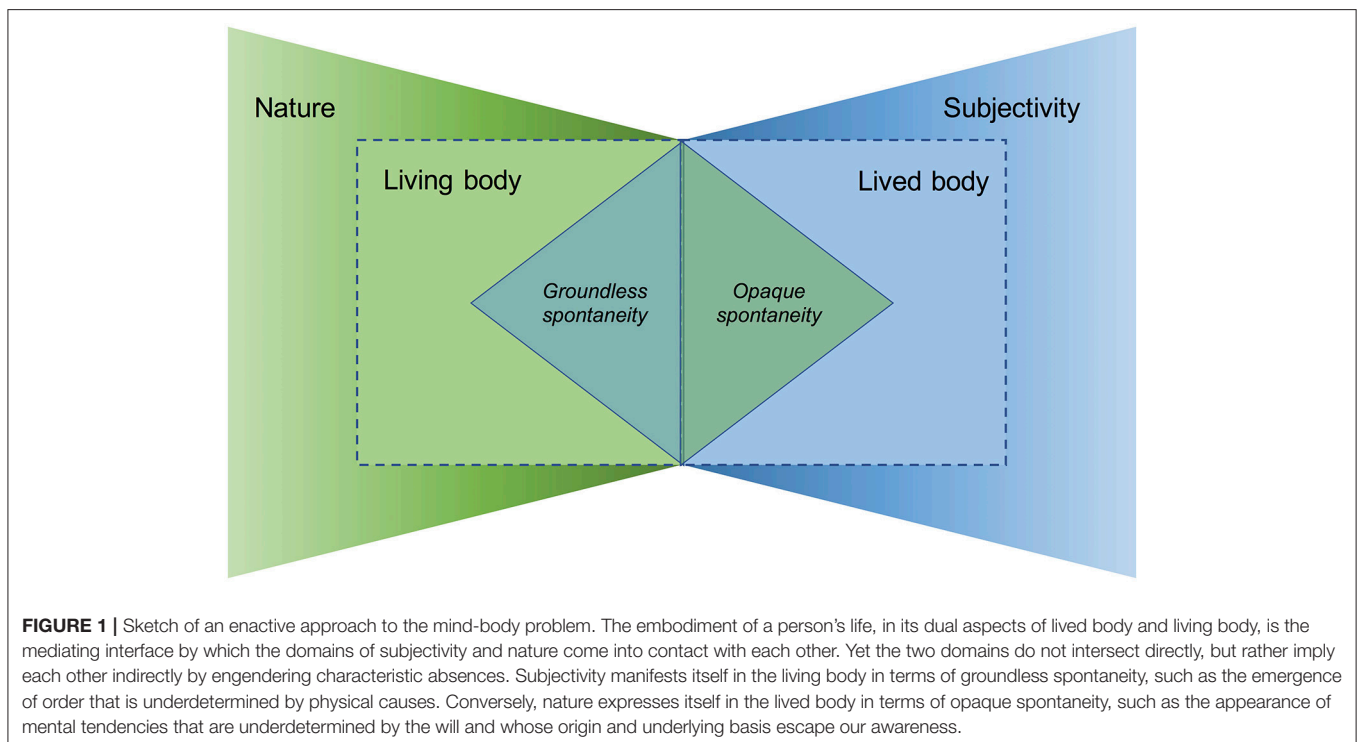 Nature
Subjectivity
Living body
Lived body
Groundless
spontaneity
Opaque
spontaneity
FIGURE 1 | Sketch of an enactive approach to the mind-body problem. The embodiment of a person's life, in its dual aspects of lived body and living body, is the
mediating interface by which the domains of subjectivity and nature come into contact with each other. Yet the two domains do not intersect directly, but rather imply
each other indirectly by engendering characteristic absences. Subjectivity manifests itself in the living body in terms of groundless spontaneity, such as the emergence
of order that is underdetermined by physical causes. Conversely, nature expresses itself in the lived body in terms of opaque spontaneity, such as the appearance of
mental tendencies that are underdetermined by the will and whose origin and underlying basis escape our awareness.